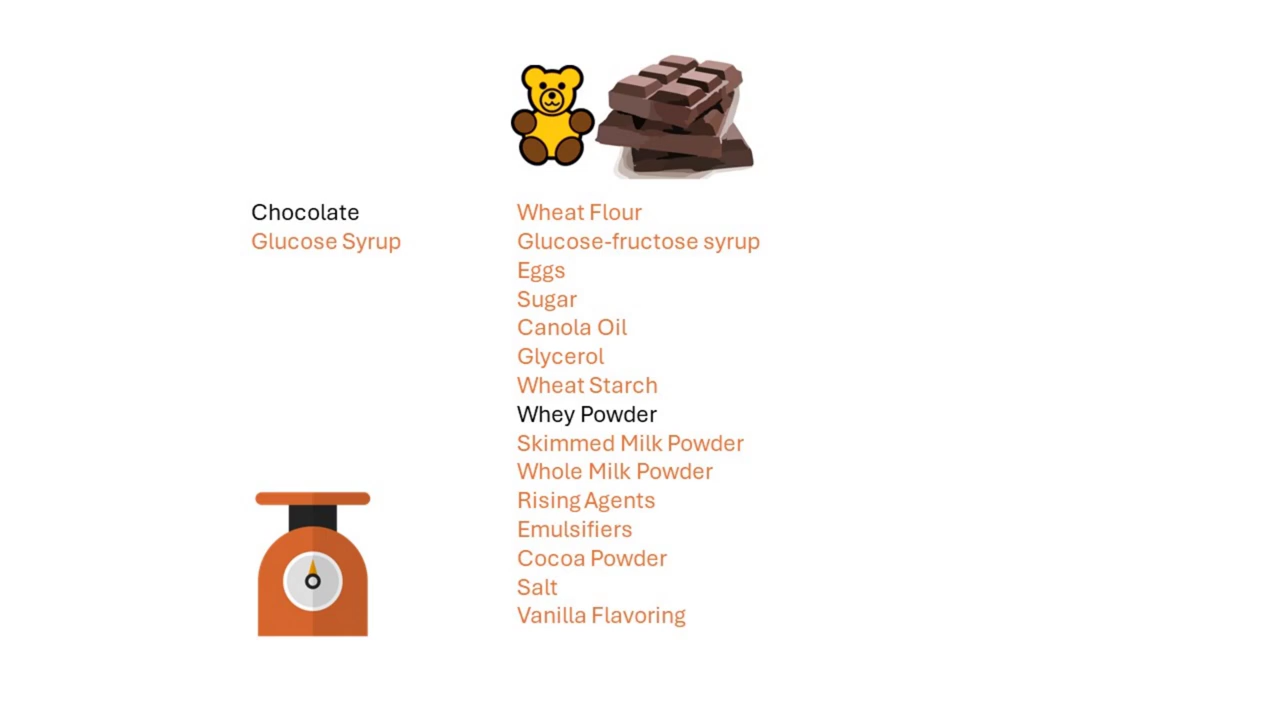 Chocolate
Glucose Syrup
Wheat Flour
Glucose-fructose syrup
Eggs
Sugar
Canola Oil
Glycerol
Wheat Starch
Whey Powder
Skimmed Milk Powder
Whole Milk Powder
Rising Agents
Emulsifiers
Cocoa Powder
Salt
Vanilla Flavoring